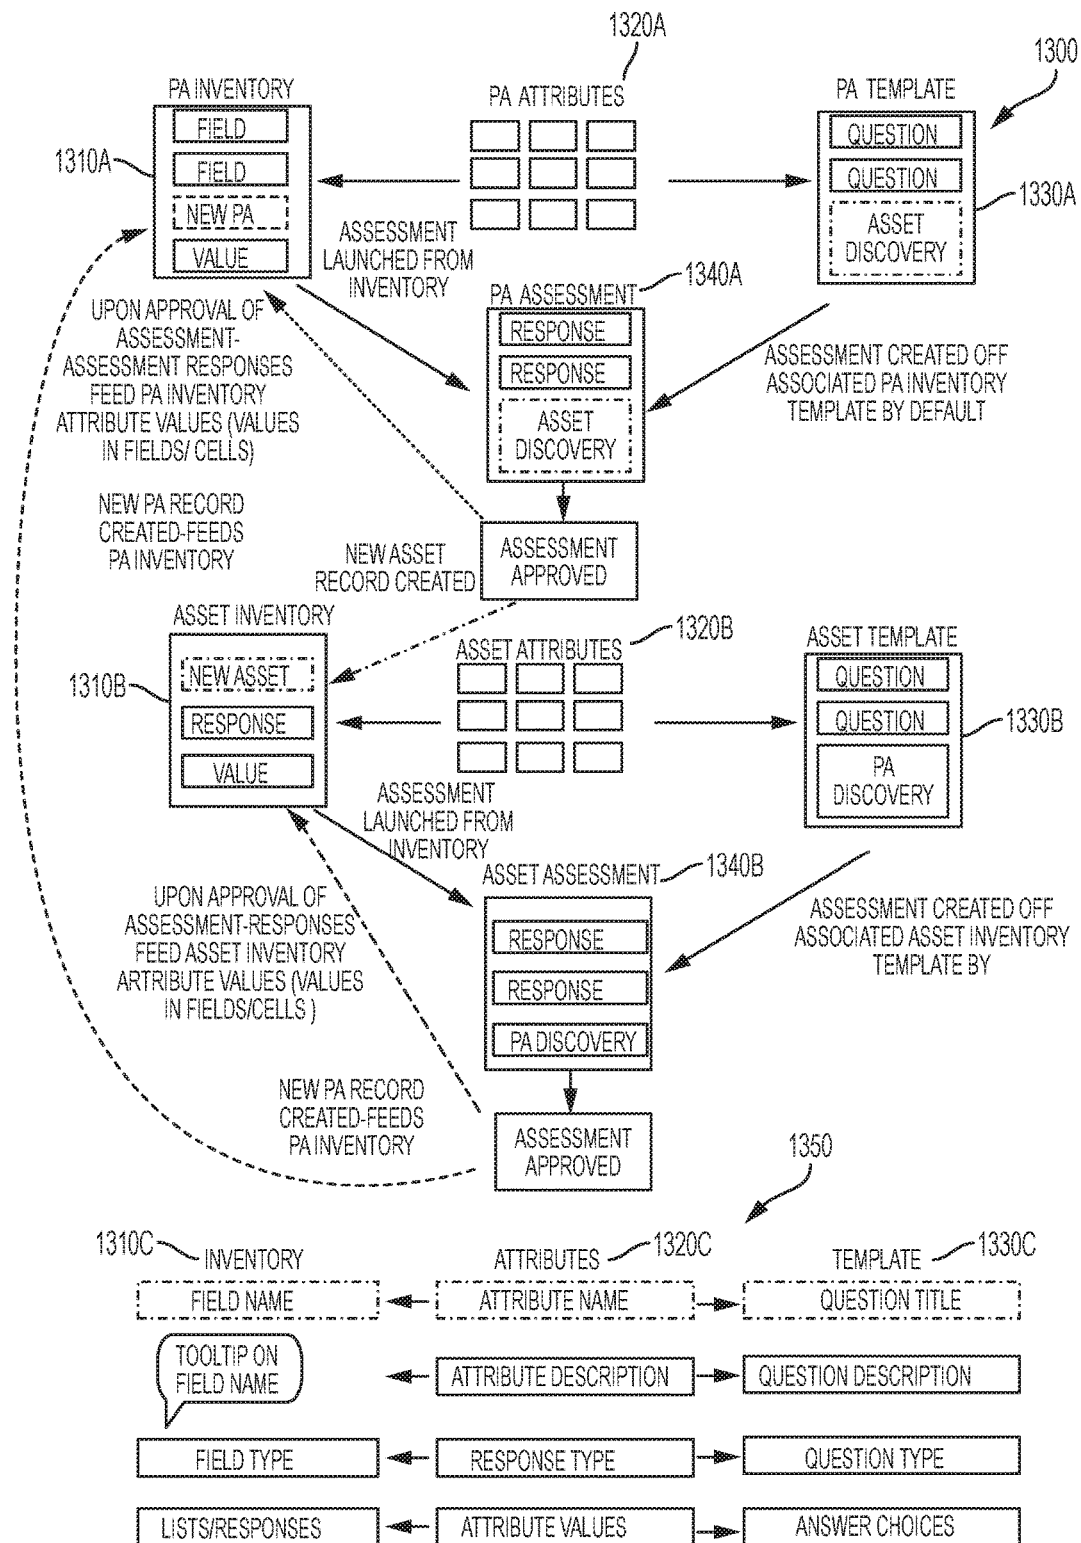 1320A
1300
PA INVENTORY
PA ATTRIBUTES
PA TEMPLATE
FIELD
QUESTION
1310A
FIELD
QUESTION
1330A
NEW PA
ASSET
DISCOVERY
VALUE
ASSESSMENT
LAUNCHED FROM
INVENTORY
1340A
PA ASSESSMENT
UPON APPROVAL OF
ASSESSMENT-
ASSESSMENT RESPONSES
FEED PA INVENTORY
ATTRIBUTE VALUES (VALUES
IN FIELDS/ CELLS)
RESPONSE
RESPONSE
ASSET
DISCOVERY
ASSESSMENT CREATED OFF
ASSOCIATED PA INVENTORY
TEMPLATE BY DEFAULT
NEW PA RECORD
CREATED-FEEDS
PA INVENTORY
NEW ASSET
RECORD CREATED
ASSESSMENT
APPROVED
ASSET INVENTORY
1320B
ASSET ATTRIBUTES
ASSET TEMPLATE
NEW ASSET
QUESTION
1310B
RESPONSE
QUESTION
1330B
VALUE
PA
DISCOVERY
ASSESSMENT
LAUNCHED FROM
INVENTORY
ASSET ASSESSMENT
1340B
UPON APPROVAL OF
ASSESSMENT-RESPONSES
FEED ASSET INVENTORY
ARTRIBUTE VALUES (VALUES
IN FIELDS/CELLS )
RESPONSE
RESPONSE
PA DISCOVERY
ASSESSMENT CREATED OFF
ASSOCIATED ASSET INVENTORY
TEMPLATE BY
NEW PA RECORD
CREATED-FEEDS
PA INVENTORY
ASSESSMENT
APPROVED
1350
1310C
INVENTORY
ATTRIBUTES
1320C
TEMPLATE
1330C
FIELD NAME
ATTRIBUTE NAME
QUESTION TITLE
TOOLTIP ON
FIELD NAME
ATTRIBUTE DESCRIPTION
QUESTION DESCRIPTION
FIELD TYPE
RESPONSE TYPE
QUESTION TYPE
LISTS/RESPONSES
ATTRIBUTE VALUES
ANSWER CHOICES